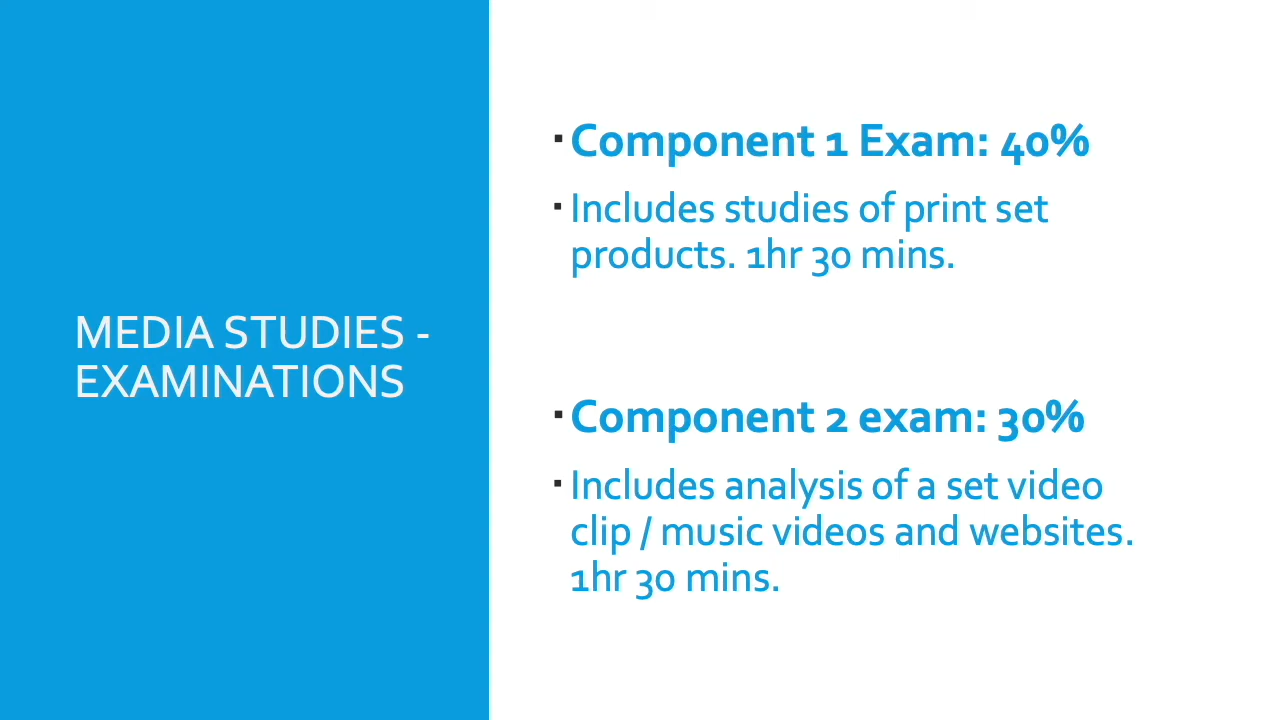 MEDIA STUDIES -
EXAMINATIONS
▪ Component 1 Exam: 40%
▪ Includes studies of print set
products. 1hr 30 mins.
▪ Component 2 exam: 30%
▪ Includes analysis of a set video
clip / music videos and websites.
1hr 30 mins.